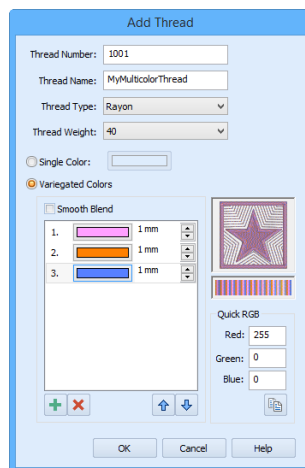 Add Thread
Thread Number: 1001
Thread Name: MyMulticolorThread
Thread Type: Rayon
Thread Weight: 40
Single Color:
Variegated Colors
Smooth Blend
1. 1 mm
2. 1 mm
3. 1 mm
Quick RGB
Red: 255
Green: 0
Blue: 0
OK Cancel Help